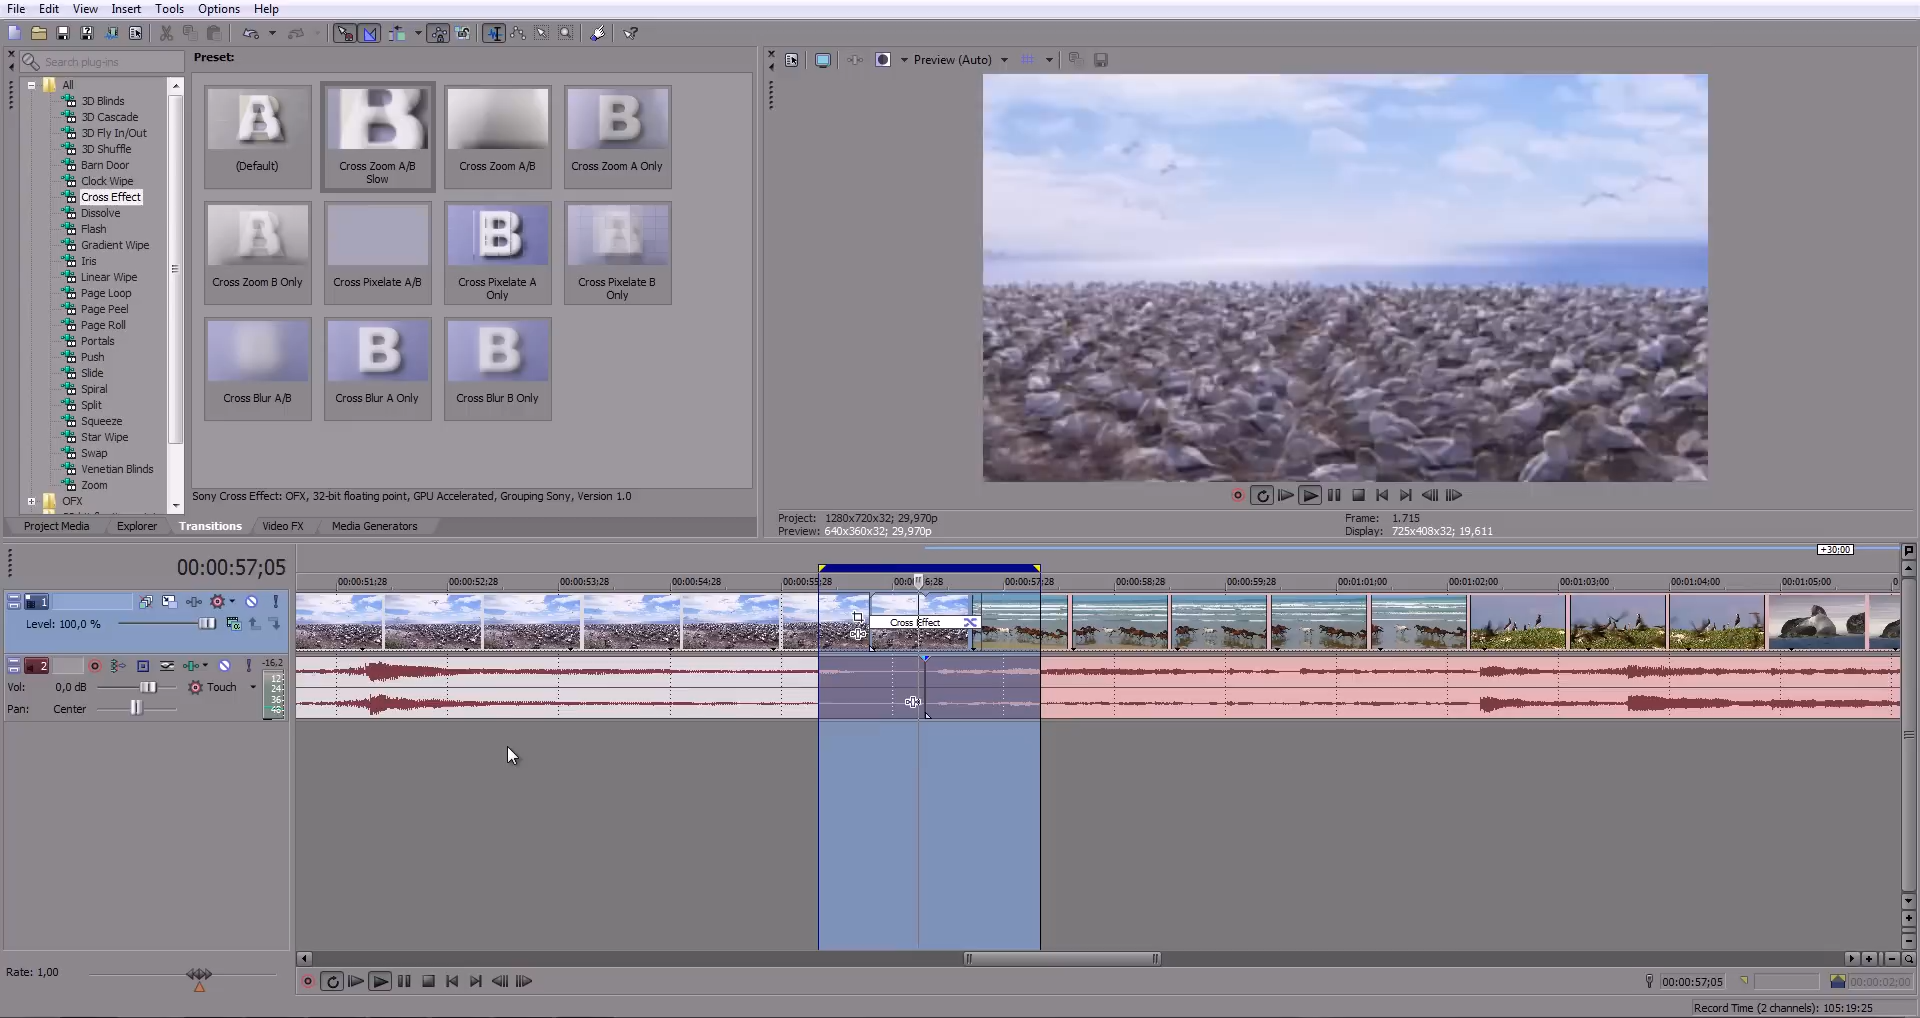 File Edit View Insert Tools Options Help
Search plug-ins
Preset:
Preview (Auto)
All
3D Blinds
3D Cascade
3D Fly In/Out
3D Shuffle
Barn Door
Clock Wipe
Cross Effect
Dissolve
Flash
Gradient Wipe
Iris
Linear Wipe
Page Loop
Page Peel
Page Roll
Portals
Push
Slide
Spiral
Split
Squeeze
Star Wipe
Swap
Venetian Blinds
Zoom
OFX
(Default)
Cross Zoom A/B Slow
Cross Zoom A/B
Cross Zoom A Only
Cross Zoom B Only
Cross Pixelate A/B
Cross Pixelate A Only
Cross Pixelate B Only
Cross Blur A/B
Cross Blur A Only
Cross Blur B Only
Sony Cross Effect: OFX, 32-bit floating point, GPU Accelerated, Grouping Sony, Version 1.0
Project Media Explorer Transitions Video FX Media Generators
Project: 1280x720x32; 29,970p
Preview: 640x360x32; 29,970p
Frame: 1.715
Display: 725x408x32; 19,611
00:00:57;05
+30:00
00:00:51;28 00:00:52;28 00:00:53;28 00:00:54;28 00:00:55;28 00:00:57;28 00:00:58;28 00:00:59;28 00:01:01;00 00:01:02;00 00:01:03;00 00:01:04;00 00:01:05;00
1
Level: 100,0 %
Cross Effect
2
-16,2
12
24
36
48
Vol: 0,0 dB Touch
Pan: Center
Rate: 1,00
00:00:57;05
00:00:02;00
Record Time (2 channels): 105:19:25